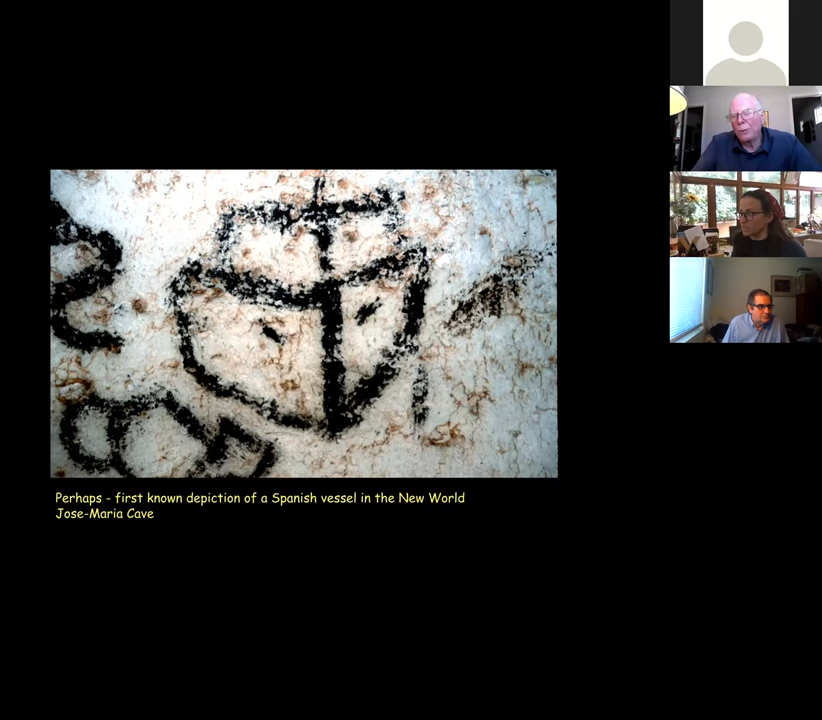 Perhaps - first known depiction of a Spanish vessel in the New World
Jose-Maria Cave